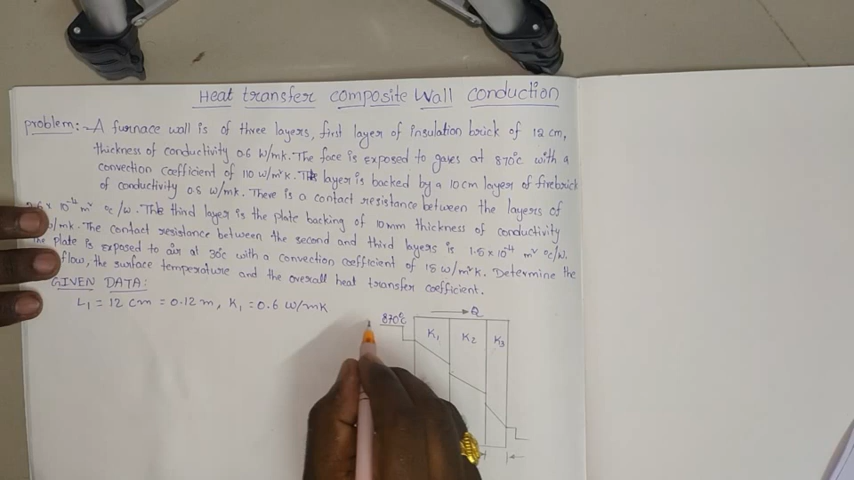 Heat transfer composite Wall conduction
problem:- A furnace wall is of three layers, first layer of insulation brick of 12 cm,
thickness of conductivity 0.6 W/mk. The face is exposed to gases at 870°c with a
convection coefficient of 110 W/m²k. The layer is backed by a 10cm layer of firebrick
of conductivity 0.8 W/mk. There is a contact resistance between the layers of
x 10⁻⁴ m² °c/w. The third layer is the plate backing of 10mm thickness of conductivity
W/mk. The contact resistance between the second and third layers is 1.5x10⁻⁴ m² °c/w.
The plate is exposed to air at 30°c with a convection coefficient of 15 W/m²k. Determine the
flow, the surface temperature and the overall heat transfer coefficient.
GIVEN DATA:
L₁ = 12 cm = 0.12 m, K₁ = 0.6 W/mK
Q
870°C
K₁ K₂ K₃